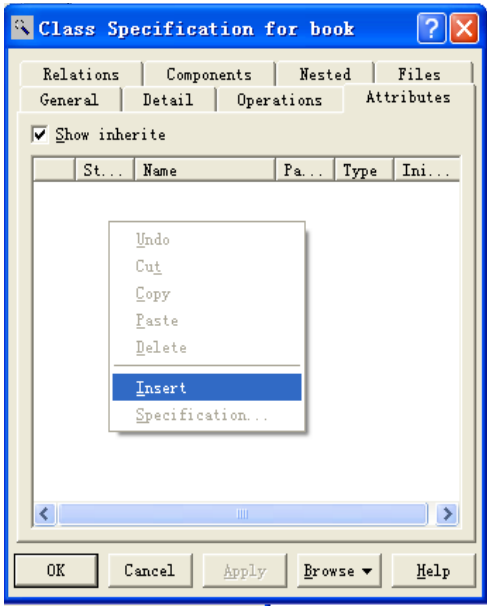 Class Specification for book
Relations Components Nested Files
General Detail Operations Attributes
Show inherite
St... Name Pa... Type Ini...
Undo
Cut
Copy
Paste
Delete
Insert
Specification...
OK Cancel Apply Browse Help